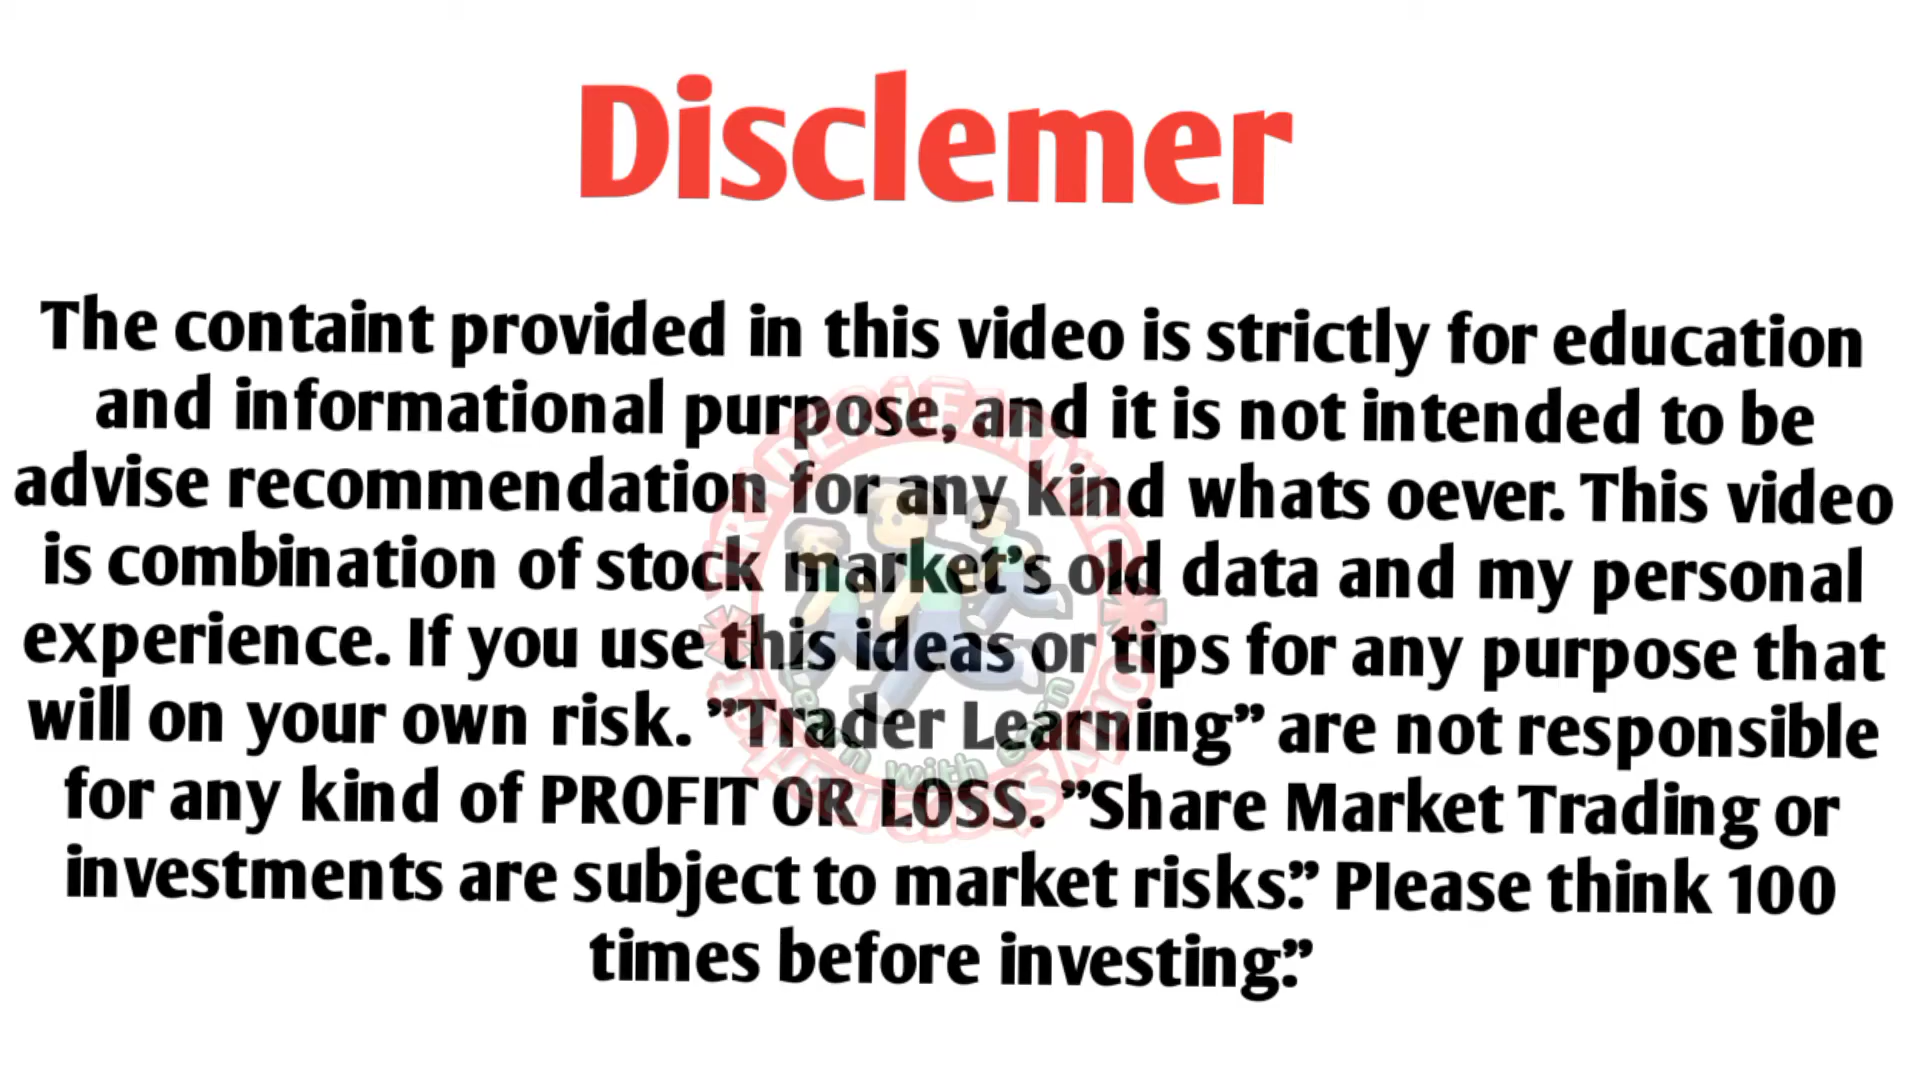 Disclemer
The containt provided in this video is strictly for education
and informational purpose, and it is not intended to be
advise recommendation for any kind whats oever. This video
is combination of stock market's old data and my personal
experience. If you use this ideas or tips for any purpose that
will on your own risk. "Trader Learning" are not responsible
for any kind of PROFIT OR LOSS. "Share Market Trading or
investments are subject to market risks." Please think 100
times before investing."
Learn with earn